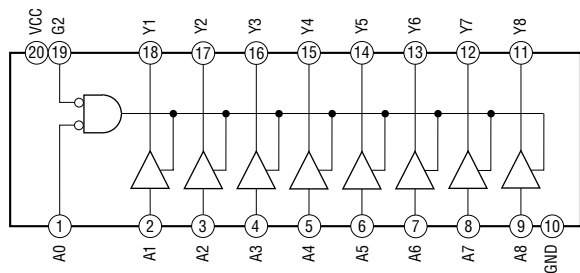 VCC G2 Y1 Y2 Y3 Y4 Y5 Y6 Y7 Y8
20 19 18 17 16 15 14 13 12 11
1 2 3 4 5 6 7 8 9 10
A0 A1 A2 A3 A4 A5 A6 A7 A8 GND